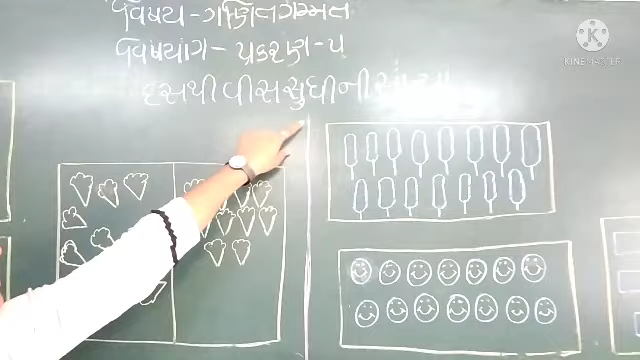 વિષય - ગણિતગમ્મત
વિષયાંગ - પ્રકરણ - ૫
દસથી વીસ સુધીની
KINEMASTER